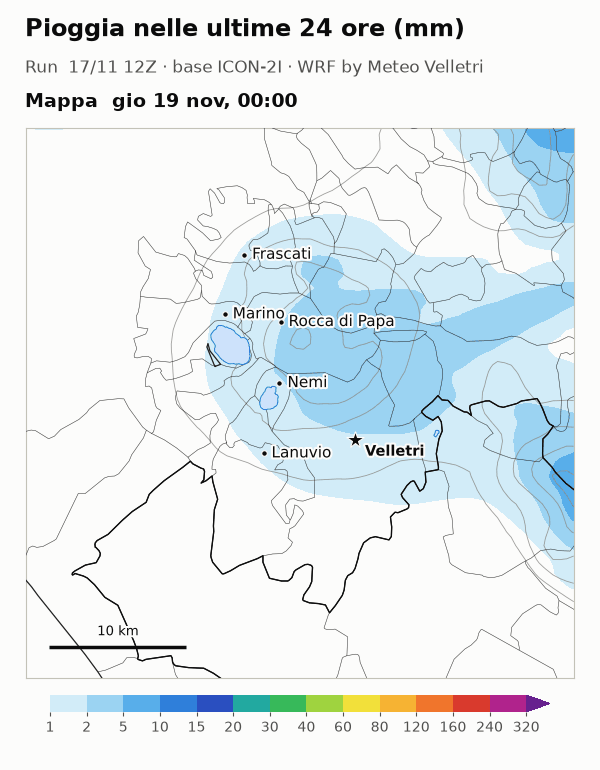 Pioggia nelle ultime 24 ore (mm)
Run  17/11 12Z · base ICON-2I · WRF by Meteo Velletri
Mappa  gio 19 nov, 00:00
Frascati
Marino
Rocca di Papa
Nemi
Velletri
Lanuvio
10 km
1 2 5 10 15 20 30 40 60 80 120 160 240 320